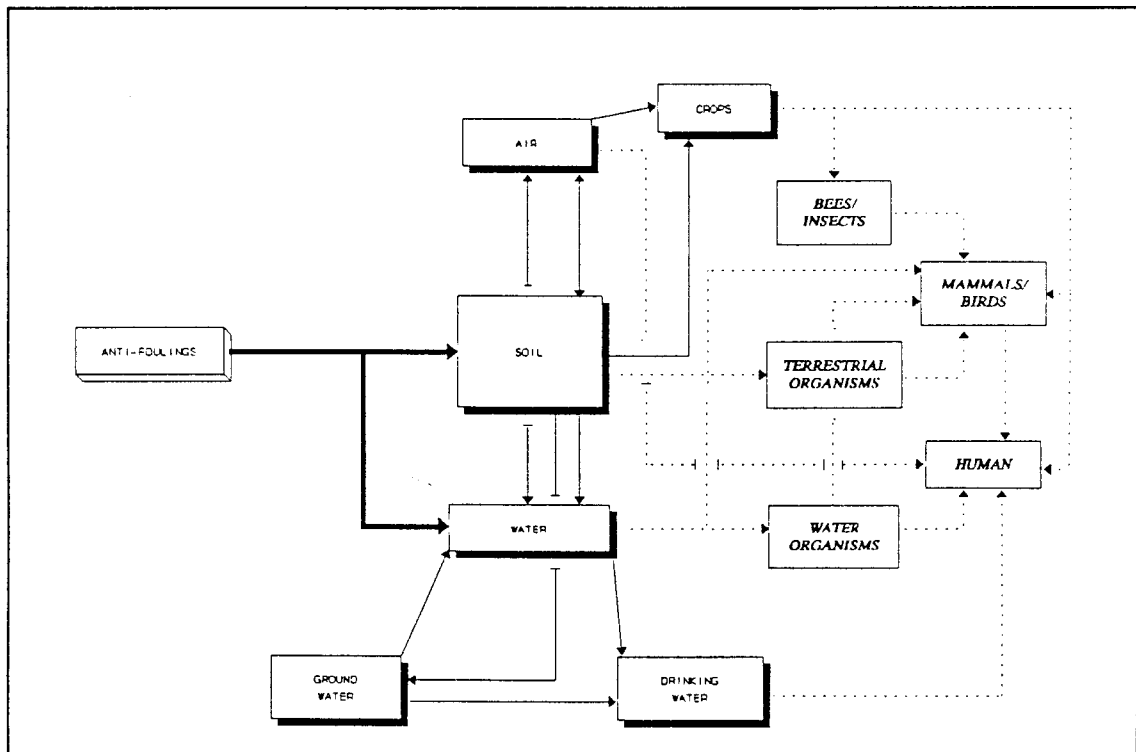 CROPS
AIR
BEES/
INSECTS
MAMMALS/
BIRDS
ANTI-FOULINGS
SOIL
TERRESTRIAL
ORGANISMS
HUMAN
WATER
WATER
ORGANISMS
GROUND
WATER
DRINKING
WATER